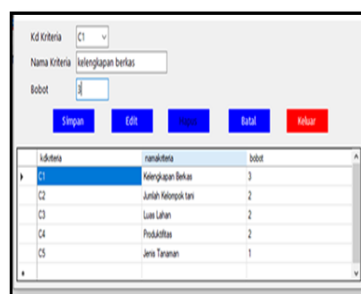 Kd Kriteria C1
Nama Kriteria kelengkapan berkas
Bobot 3
Simpan Edit Batal Keluar
kdkriteria namakriteria bobot
C1 Kelengkapan Berkas 3
C2 Jumlah Kelompok tani 2
C3 Luas Lahan 2
C4 Produktifitas 2
C5 Jenis Tanaman 1